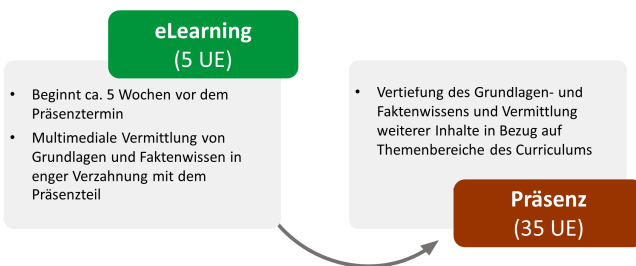 eLearning
(5 UE)
• Beginnt ca. 5 Wochen vor dem
Präsenztermin
• Multimediale Vermittlung von
Grundlagen und Faktenwissen in
enger Verzahnung mit dem
Präsenzteil
• Vertiefung des Grundlagen- und
Faktenwissens und Vermittlung
weiterer Inhalte in Bezug auf
Themenbereiche des Curriculums
Präsenz
(35 UE)